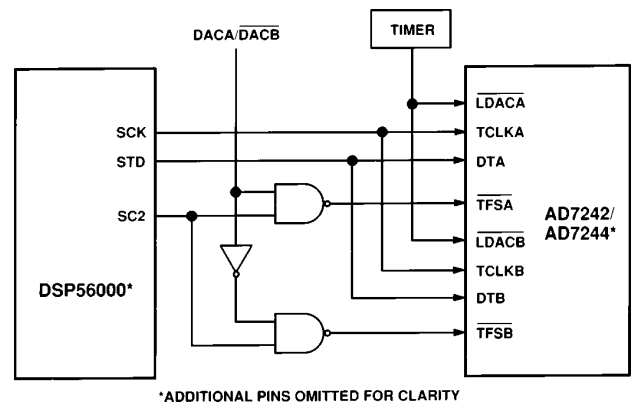 DACA/DACB
TIMER
LDACA
SCK
TCLKA
STD
DTA
SC2
TFSA
AD7242/
AD7244*
LDACB
TCLKB
DSP56000*
DTB
TFSB
*ADDITIONAL PINS OMITTED FOR CLARITY